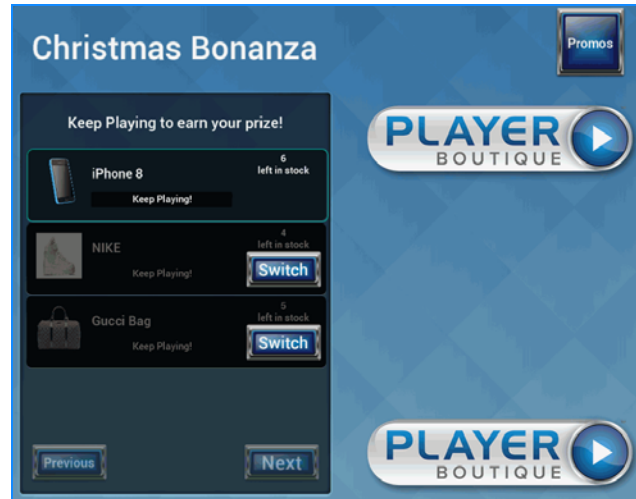 Christmas Bonanza
Promos
Keep Playing to earn your prize!
iPhone 8
6
left in stock
Keep Playing!
NIKE
4
left in stock
Keep Playing!
Switch
Gucci Bag
5
left in stock
Keep Playing!
Switch
Previous
Next
PLAYER
BOUTIQUE
PLAYER
BOUTIQUE